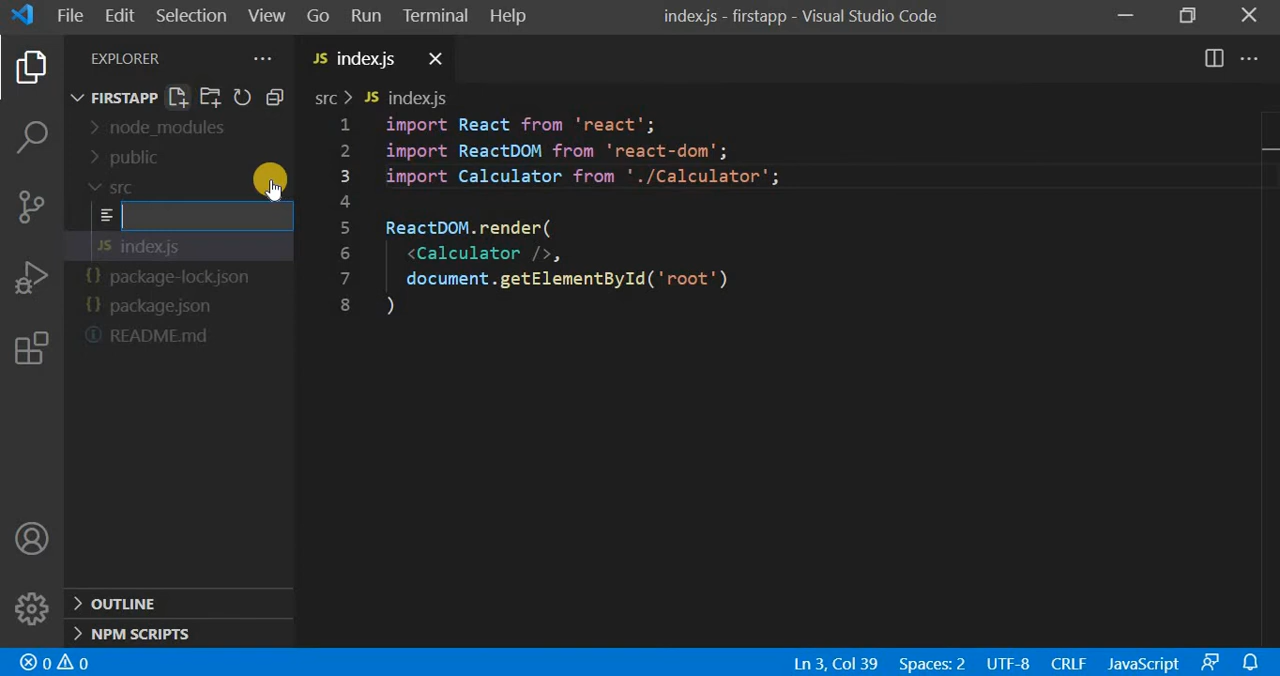 File Edit Selection View Go Run Terminal Help index.js - firstapp - Visual Studio Code
EXPLORER
JS index.js
FIRSTAPP
src > JS index.js
node_modules
public
src
JS index.js
{} package-lock.json
{} package.json
README.md
1 import React from 'react';
2 import ReactDOM from 'react-dom';
3 import Calculator from './Calculator';
4
5 ReactDOM.render(
6 <Calculator />,
7 document.getElementById('root')
8 )
OUTLINE
NPM SCRIPTS
0 0 Ln 3, Col 39 Spaces: 2 UTF-8 CRLF JavaScript